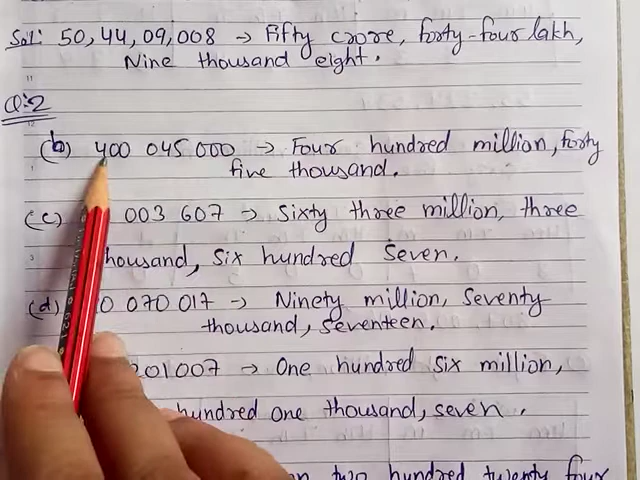 Sol: 50,44,09,008 → Fifty crore, forty-four lakh,
Nine thousand eight.
Q:2
(b) 400 045 000 → Four hundred million, forty
five thousand.
(c) 003 607 → Sixty three million, three
housand, six hundred seven.
(d) 0 070 017 → Ninety million, Seventy
thousand, seventeen.
201 007 → One hundred six million,
hundred One thousand, seven.
two hundred twenty four